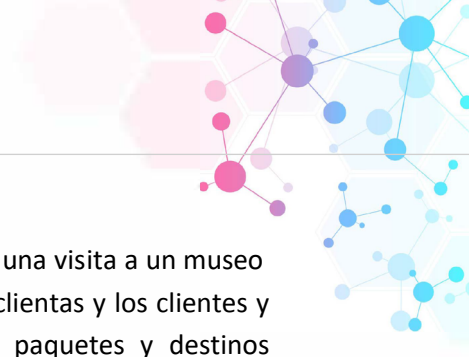 una visita a un museo
clientas y los clientes y
paquetes y destinos